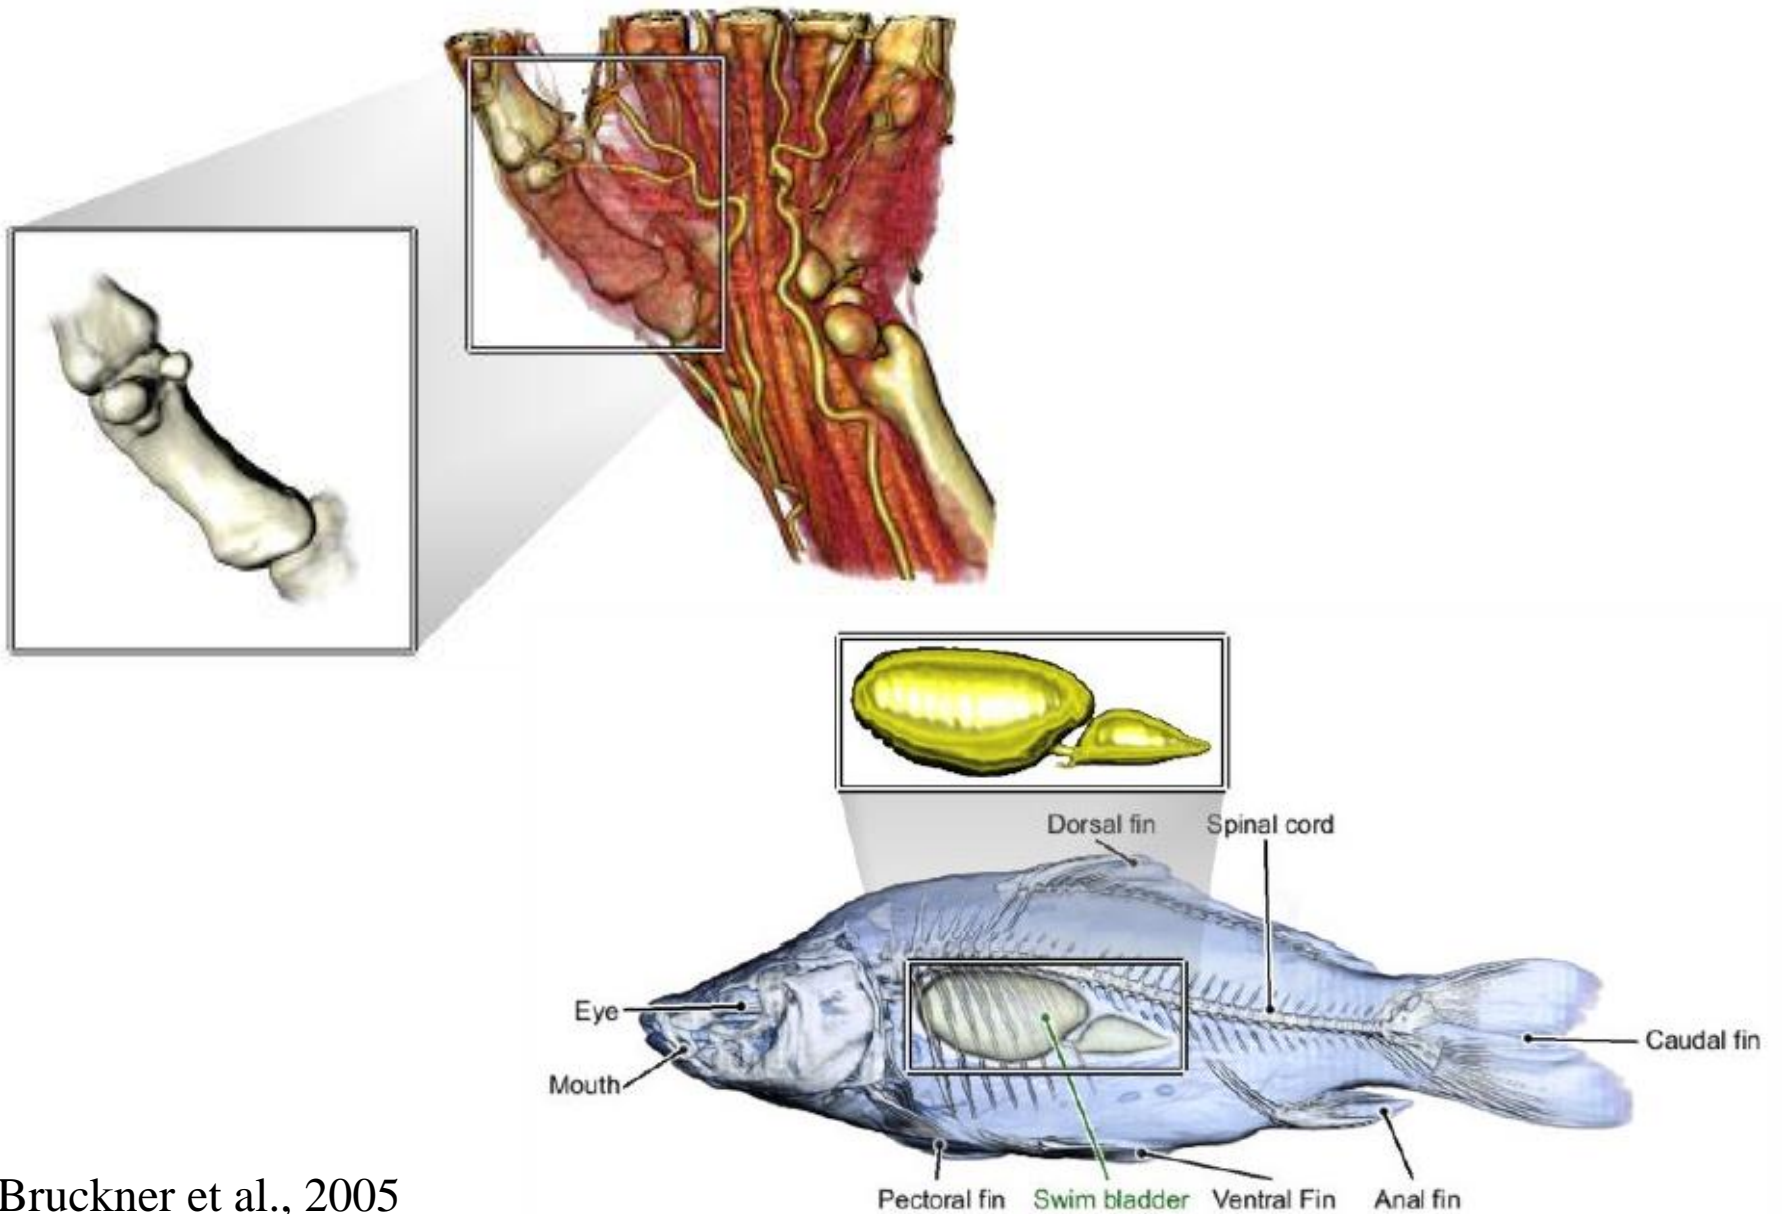 Dorsal fin
Spinal cord
Eye
Mouth
Caudal fin
Pectoral fin
Swim bladder
Ventral Fin
Anal fin
Bruckner et al., 2005